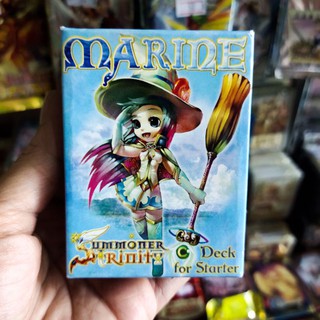 MARINE
SUMMONER
TRINITY
Deck
for Starter